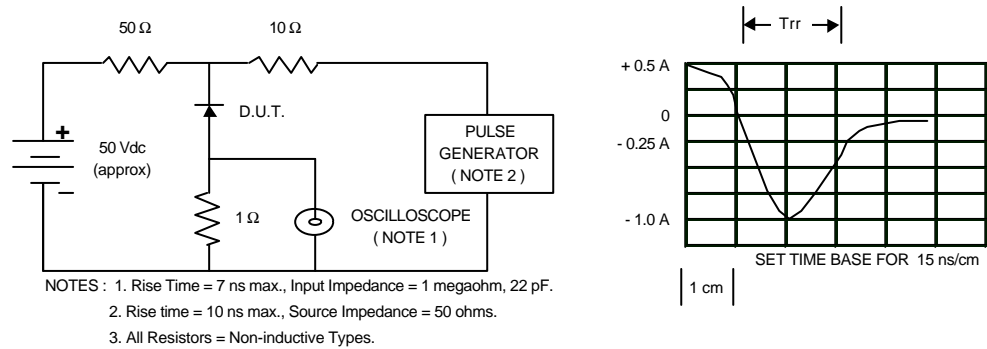 50 Ω
10 Ω
D.U.T.
+
50 Vdc
(approx)
−
PULSE
GENERATOR
( NOTE 2 )
1 Ω
OSCILLOSCOPE
( NOTE 1 )
NOTES : 1. Rise Time = 7 ns max., Input Impedance = 1 megaohm, 22 pF.
2. Rise time = 10 ns max., Source Impedance = 50 ohms.
3. All Resistors = Non-inductive Types.
Trr
+ 0.5 A
0
- 0.25 A
- 1.0 A
SET TIME BASE FOR 15 ns/cm
1 cm